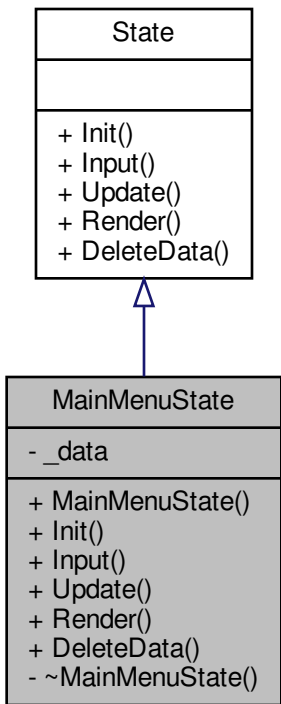 State
+ Init()
+ Input()
+ Update()
+ Render()
+ DeleteData()
MainMenuState
- _data
+ MainMenuState()
+ Init()
+ Input()
+ Update()
+ Render()
+ DeleteData()
- ~MainMenuState()